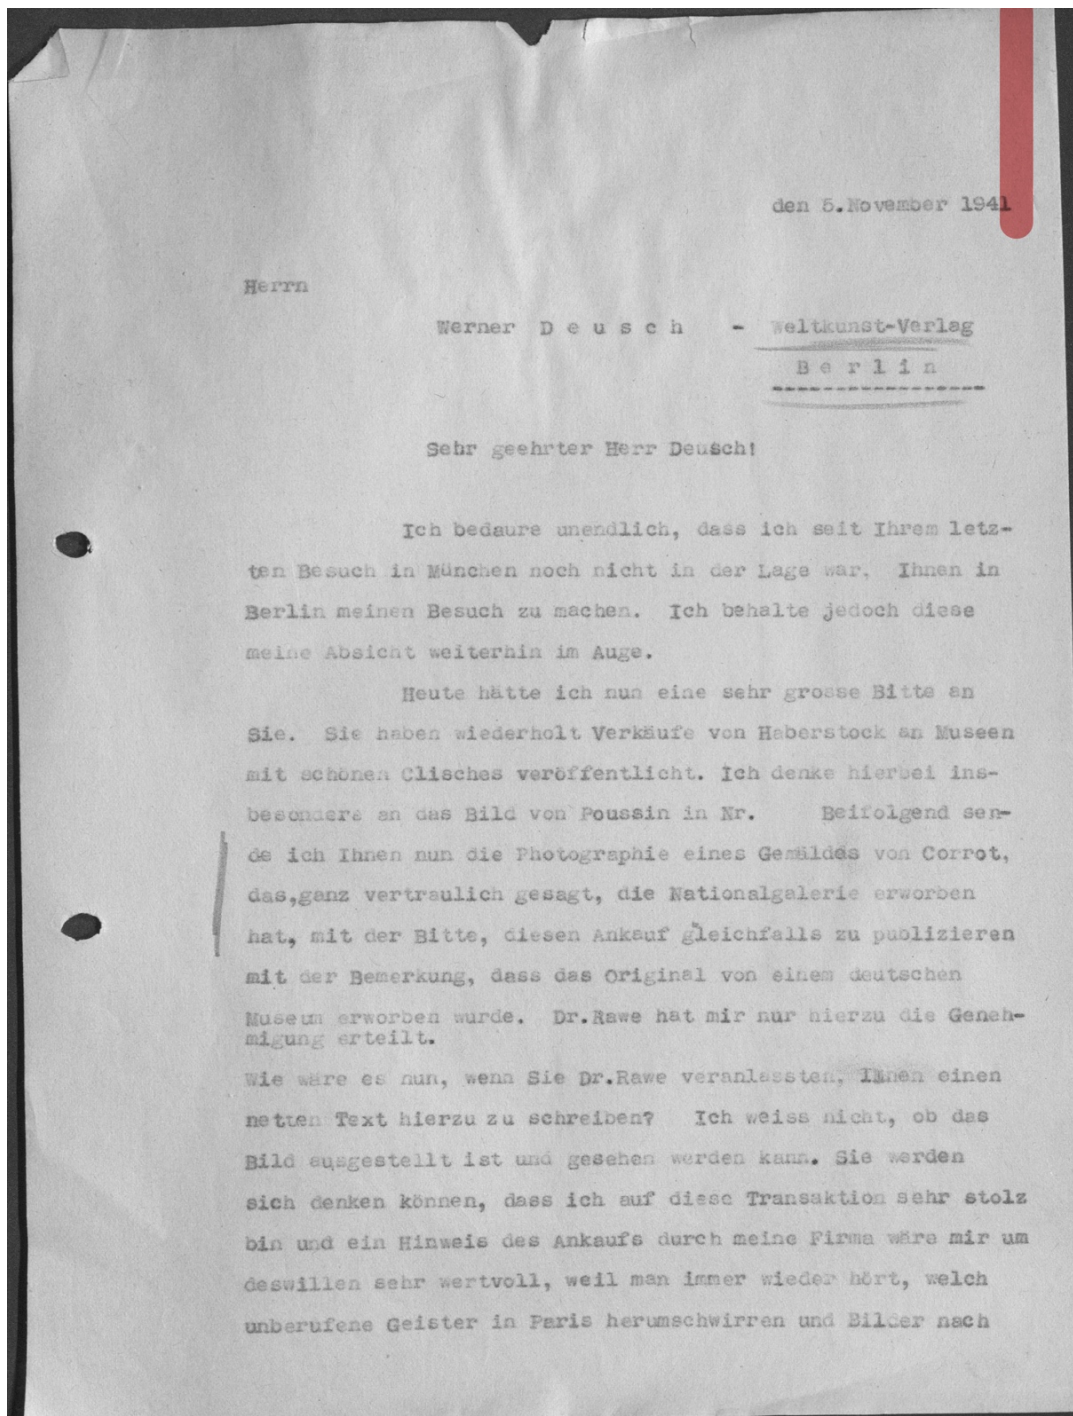 den 5.November 1941
Herrn
Werner D e u s c h - Weltkunst-Verlag
B e r l i n
-----------------
Sehr geehrter Herr Deusch!
Ich bedaure unendlich, dass ich seit Ihrem letz-
ten Besuch in München noch nicht in der Lage war, Ihnen in
Berlin meinen Besuch zu machen. Ich behalte jedoch diese
meine Absicht weiterhin im Auge.
Heute hätte ich nun eine sehr grosse Bitte an
Sie. Sie haben wiederholt Verkäufe von Haberstock an Museen
mit schönen Clisches veröffentlicht. Ich denke hierbei ins-
besondere an das Bild von Poussin in Nr. Beifolgend sen-
de ich Ihnen nun die Photographie eines Gemäldes von Corrot,
das,ganz vertraulich gesagt, die Nationalgalerie erworben
hat, mit der Bitte, diesen Ankauf gleichfalls zu publizieren
mit der Bemerkung, dass das Original von einem deutschen
Museum erworben wurde. Dr.Rawe hat mir nur hierzu die Geneh-
migung erteilt.
Wie wäre es nun, wenn Sie Dr.Rawe veranlassten, Ihnen einen
netten Text hierzu zu schreiben? Ich weiss nicht, ob das
Bild ausgestellt ist und gesehen werden kann. Sie werden
sich denken können, dass ich auf diese Transaktion sehr stolz
bin und ein Hinweis des Ankaufs durch meine Firma wäre mir um
deswillen sehr wertvoll, weil man immer wieder hört, welch
unberufene Geister in Paris herumschwirren und Bilder nach